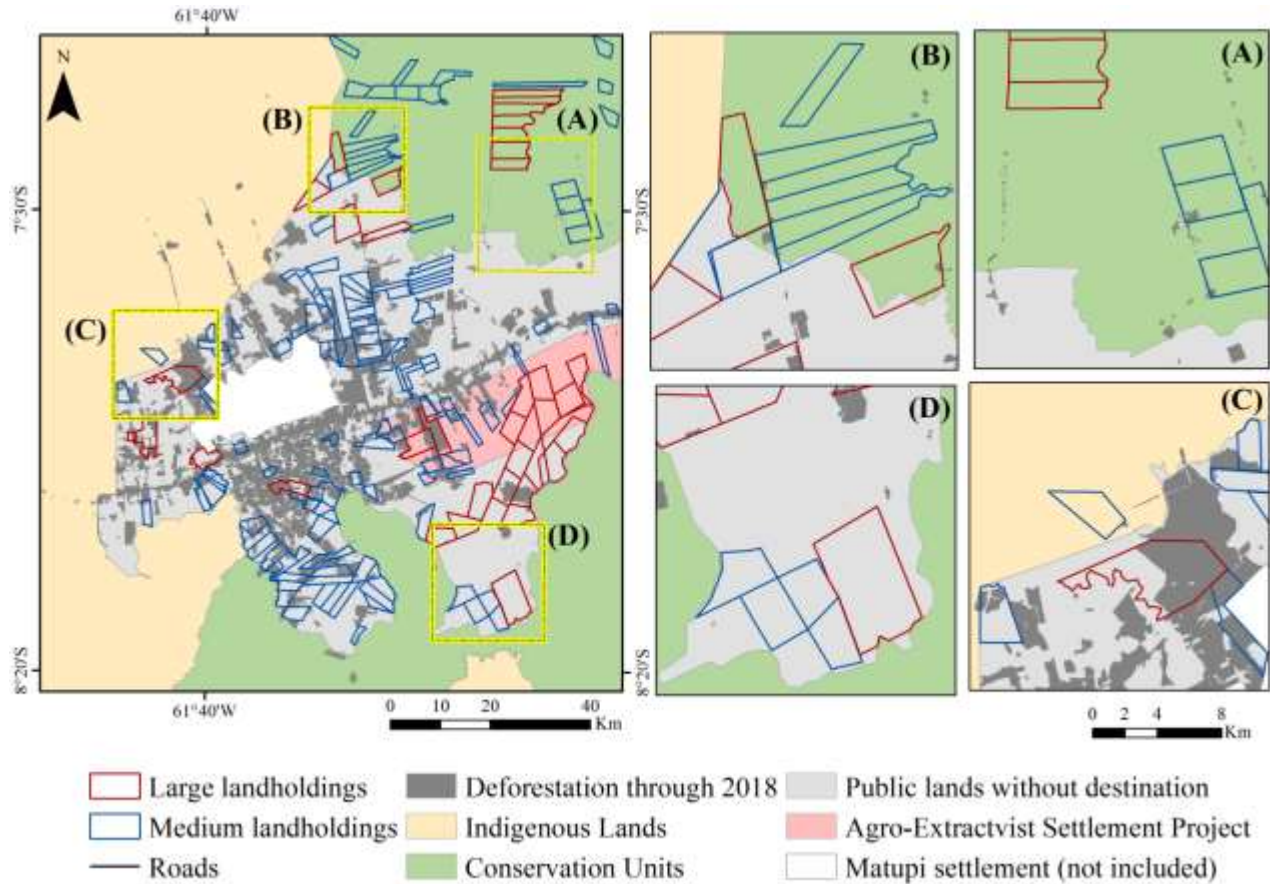 61°40'W
N
(B)
(A)
7°30'S
(C)
(D)
8°20'S
61°40'W
0 10 20 40
Km
(B)
(A)
7°30'S
(D)
(C)
8°20'S
0 2 4 8
Km
Large landholdings
Deforestation through 2018
Public lands without destination
Medium landholdings
Indigenous Lands
Agro-Extractvist Settlement Project
Roads
Conservation Units
Matupi settlement (not included)